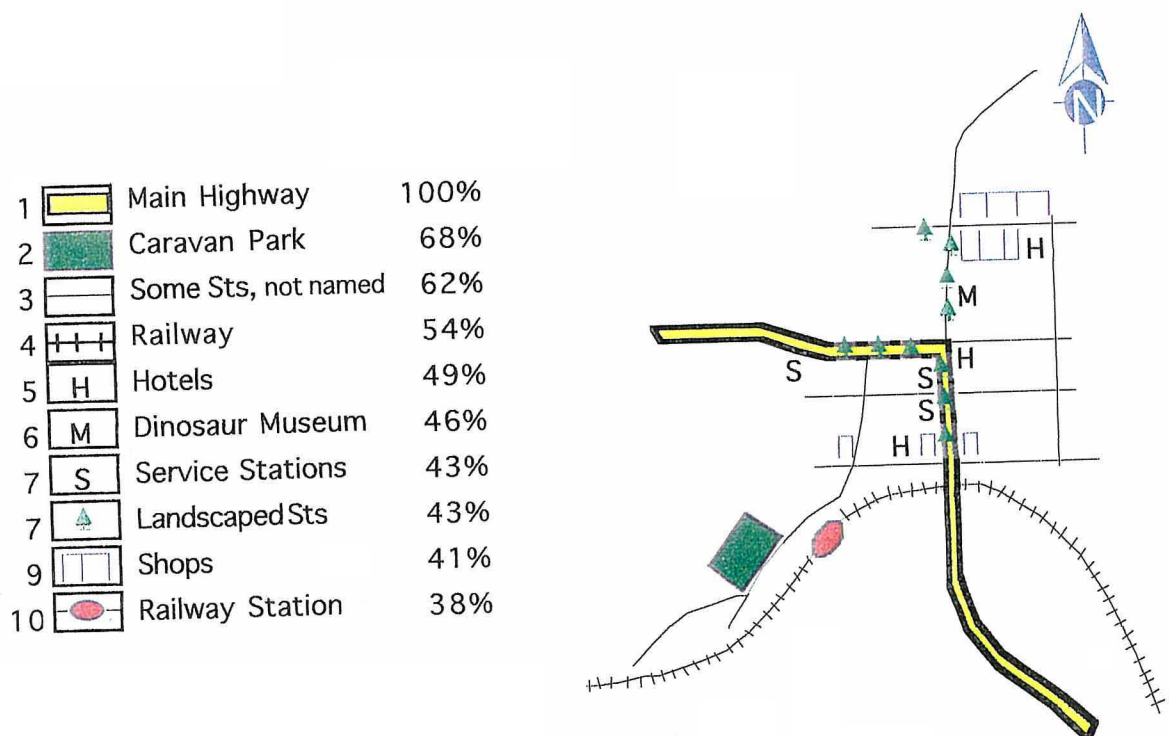 N
1 Main Highway 100%
2 Caravan Park 68%
3 Some Sts, not named 62%
4 Railway 54%
5 H Hotels 49%
6 M Dinosaur Museum 46%
7 S Service Stations 43%
7 Landscaped Sts 43%
9 Shops 41%
10 Railway Station 38%
H
M
H
S
S
S
H